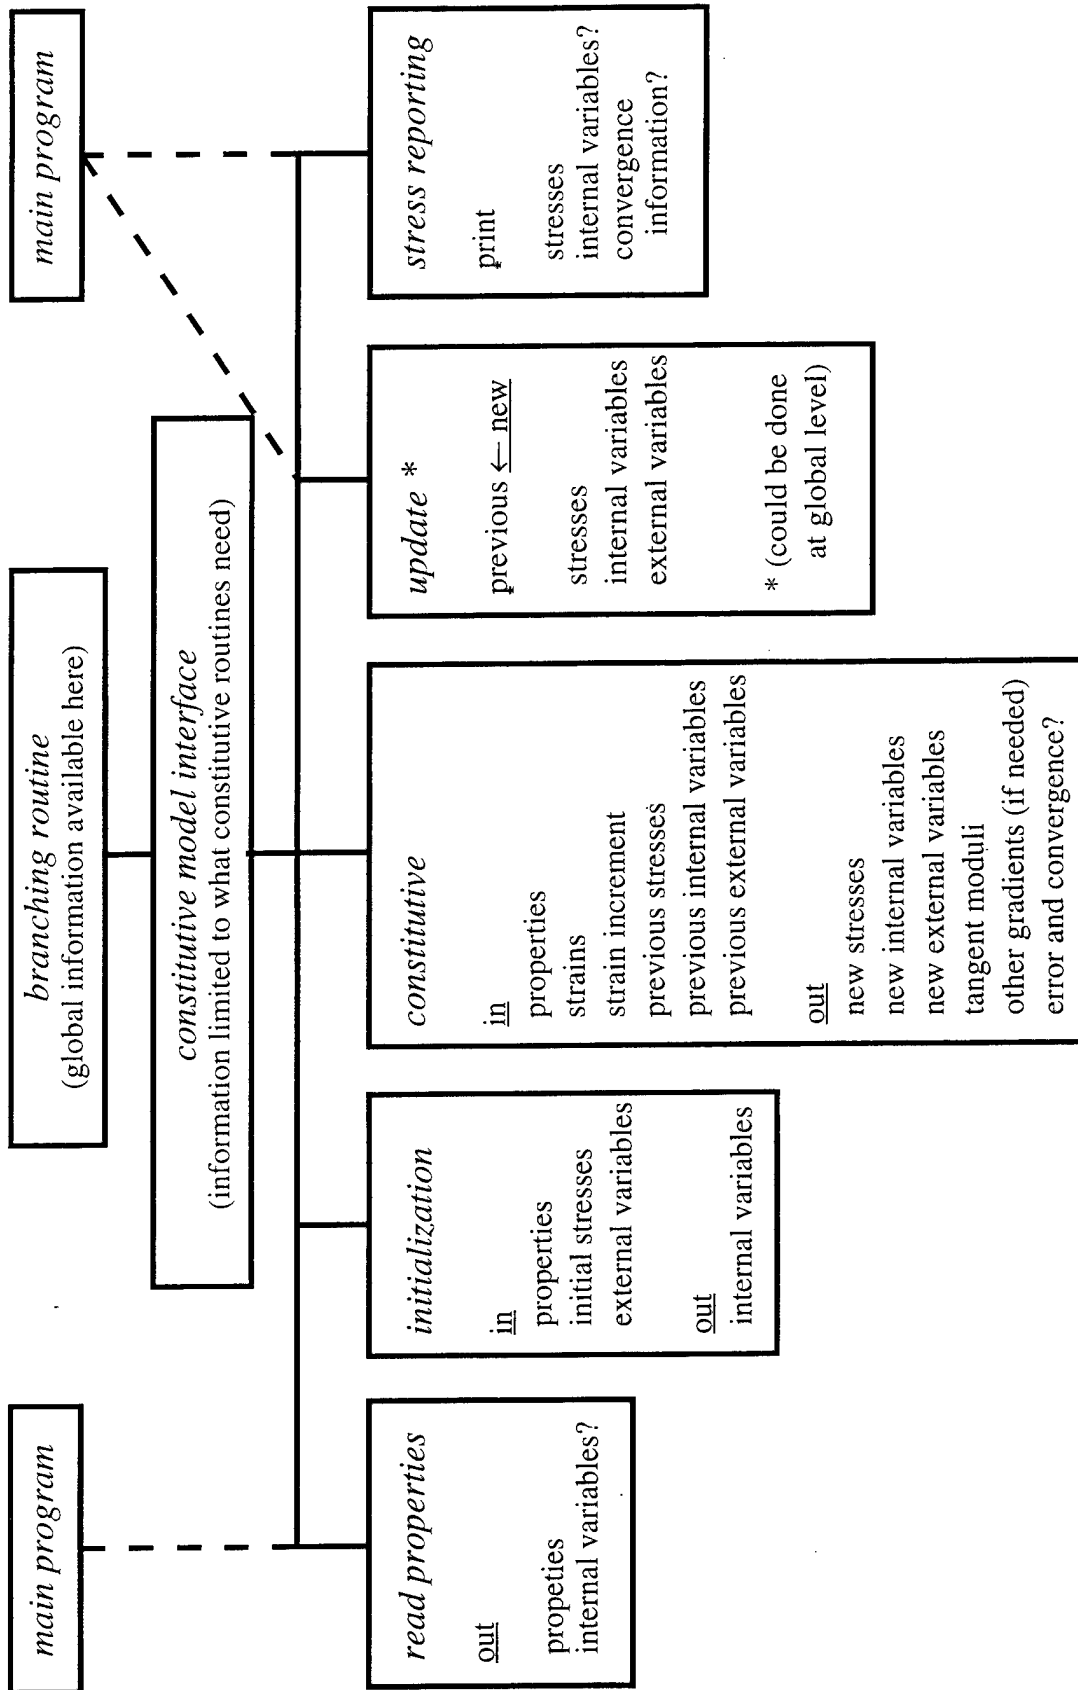 main program
branching routine
(global information available here)
main program
constitutive model interface
(information limited to what constitutive routines need)
read properties
out
propeties
internal variables?
initialization
in
properties
initial stresses
external variables
out
internal variables
constitutive
in
properties
strains
strain increment
previous stresses
previous internal variables
previous external variables
out
new stresses
new internal variables
new external variables
tangent moduli
other gradients (if needed)
error and convergence?
update *
previous ← new
stresses
internal variables
external variables
* (could be done
at global level)
stress reporting
print
stresses
internal variables?
convergence
information?